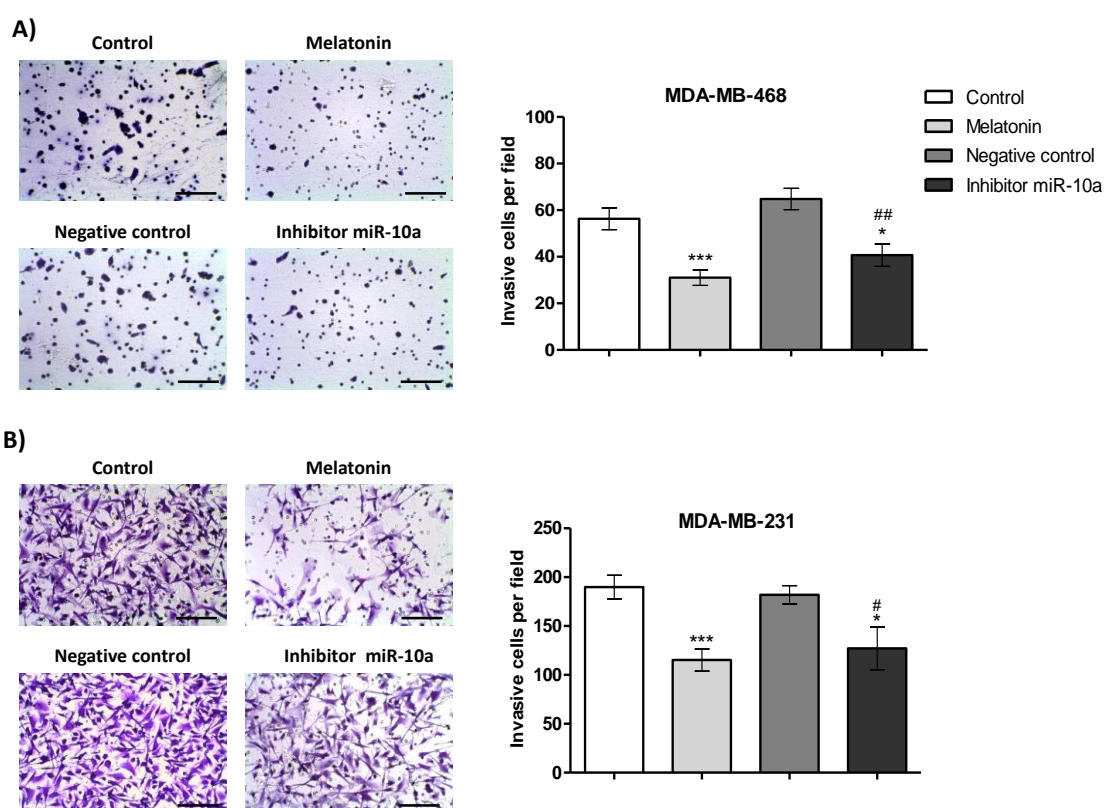 A)
Control
Melatonin
Negative control
Inhibitor miR-10a
MDA-MB-468
Invasive cells per field
100
80
60
40
20
0
***
##
*
Control
Melatonin
Negative control
Inhibitor miR-10a
B)
Control
Melatonin
Negative control
Inhibitor miR-10a
MDA-MB-231
Invasive cells per field
250
200
150
100
50
0
***
#
*